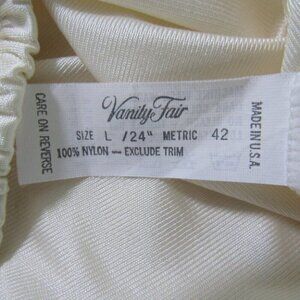 CARE ON REVERSE
Vanity Fair
SIZE L /24" METRIC 42
100% NYLON — EXCLUDE TRIM
MADE IN U.S.A.